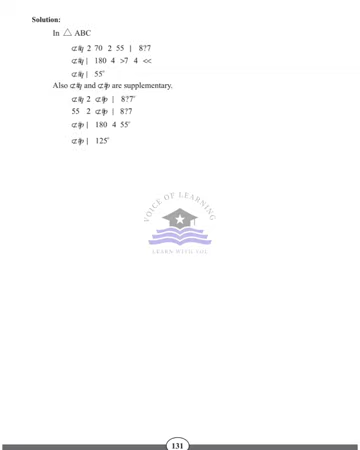 Solution:
In △ ABC
⊄ 2 70 2 55 | 8?7
⊄ | 180 4 >7 4 <<
⊄ | 55°
Also ⊄ and ⊄ are supplementary.
⊄ 2 ⊄ | 8?7°
55 2 ⊄ | 8?7
⊄ | 180 4 55°
⊄ | 125°
VOICE OF LEARNING
LEARN WITH VOL
131